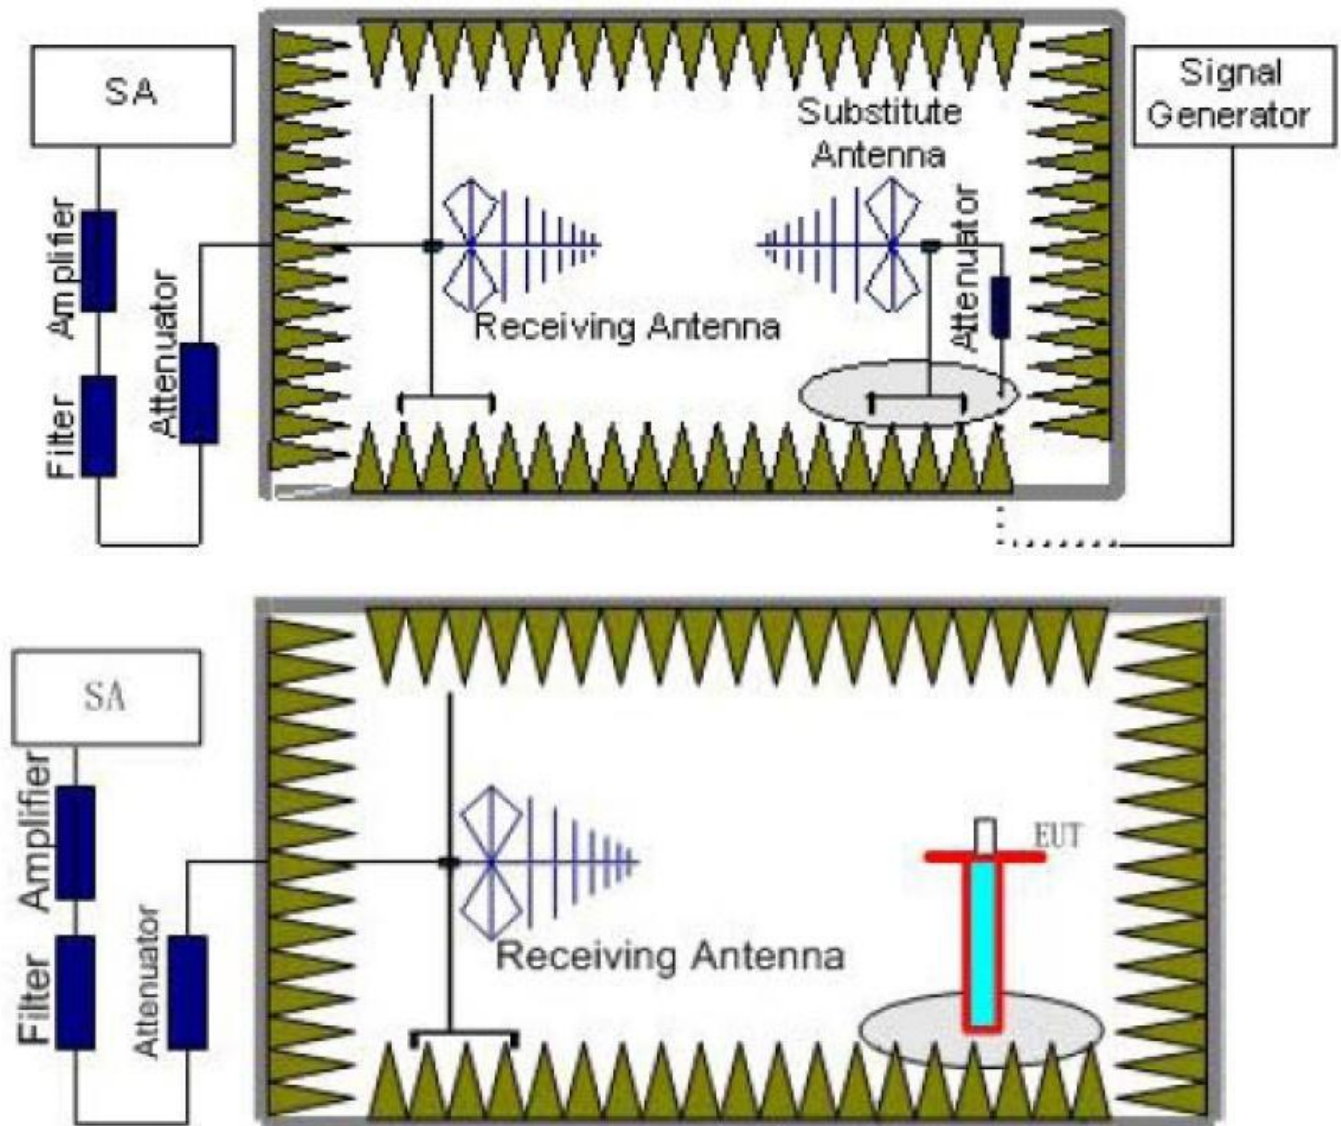 SA
Signal
Generator
Substitute
Antenna
Amplifier
Attenuator
Attenuator
Receiving Antenna
Filter
SA
Amplifier
EUT
Attenuator
Receiving Antenna
Filter